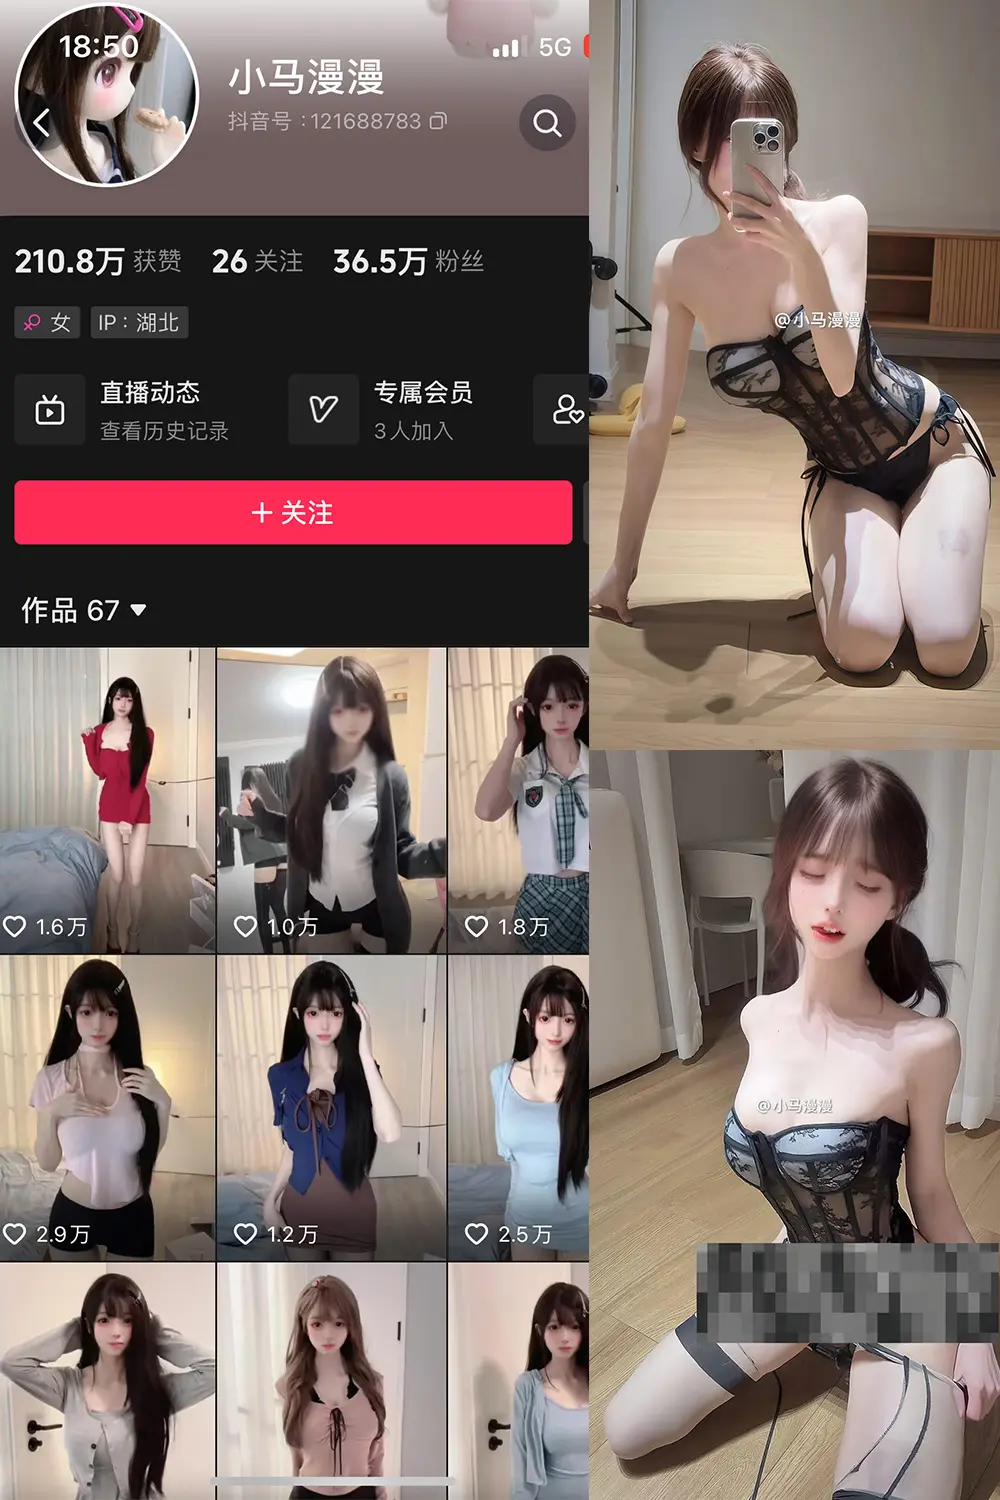 18:50
5G
小马漫漫
抖音号：121688783
210.8万 获赞 26 关注 36.5万 粉丝
女 IP：湖北
直播动态
查看历史记录
专属会员
3人加入
+ 关注
作品 67
1.6万
1.0万
1.8万
2.9万
1.2万
2.5万
@小马漫漫
@小马漫漫